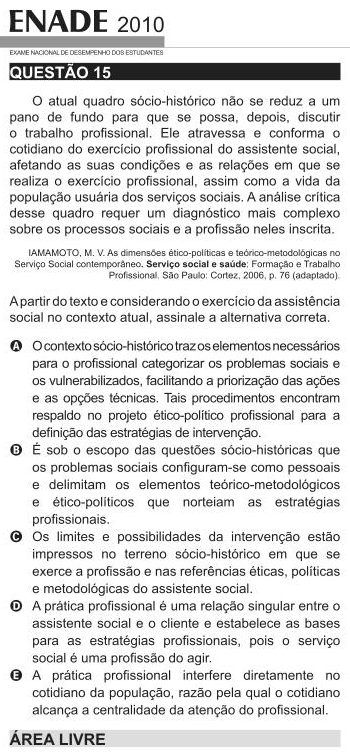 ENADE 2010
EXAME NACIONAL DE DESEMPENHO DOS ESTUDANTES
QUESTÃO 15
O atual quadro sócio-histórico não se reduz a um
pano de fundo para que se possa, depois, discutir
o trabalho profissional. Ele atravessa e conforma o
cotidiano do exercício profissional do assistente social,
afetando as suas condições e as relações em que se
realiza o exercício profissional, assim como a vida da
população usuária dos serviços sociais. A análise crítica
desse quadro requer um diagnóstico mais complexo
sobre os processos sociais e a profissão neles inscrita.
IAMAMOTO, M. V. As dimensões ético-políticas e teórico-metodológicas no
Serviço Social contemporâneo. Serviço social e saúde: Formação e Trabalho
Profissional. São Paulo: Cortez, 2006, p. 76 (adaptado).
A partir do texto e considerando o exercício da assistência
social no contexto atual, assinale a alternativa correta.
A O contexto sócio-histórico traz os elementos necessários
para o profissional categorizar os problemas sociais e
os vulnerabilizados, facilitando a priorização das ações
e as opções técnicas. Tais procedimentos encontram
respaldo no projeto ético-político profissional para a
definição das estratégias de intervenção.
B É sob o escopo das questões sócio-históricas que
os problemas sociais configuram-se como pessoais
e delimitam os elementos teórico-metodológicos
e ético-políticos que norteiam as estratégias
profissionais.
C Os limites e possibilidades da intervenção estão
impressos no terreno sócio-histórico em que se
exerce a profissão e nas referências éticas, políticas
e metodológicas do assistente social.
D A prática profissional é uma relação singular entre o
assistente social e o cliente e estabelece as bases
para as estratégias profissionais, pois o serviço
social é uma profissão do agir.
E A prática profissional interfere diretamente no
cotidiano da população, razão pela qual o cotidiano
alcança a centralidade da atenção do profissional.
ÁREA LIVRE